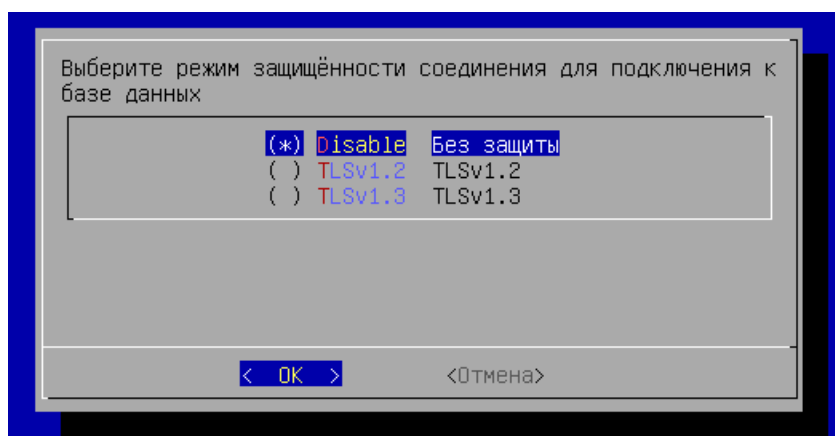 Выберите режим защищённости соединения для подключения к
базе данных
(*) Disable Без защиты
( ) TLSv1.2 TLSv1.2
( ) TLSv1.3 TLSv1.3
< OK > <Отмена>